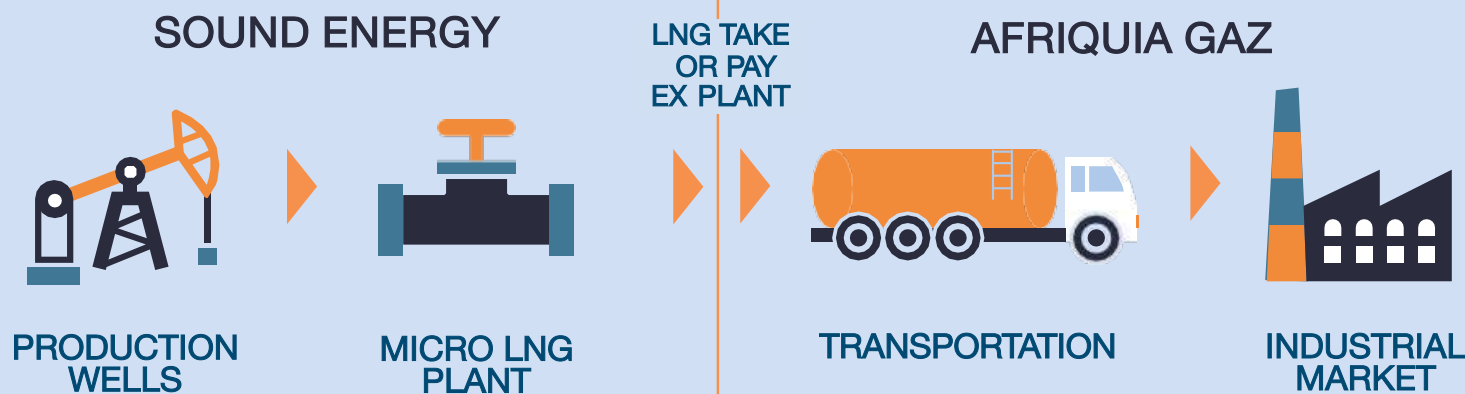 SOUND ENERGY
LNG TAKE
OR PAY
EX PLANT
AFRIQUIA GAZ
PRODUCTION
WELLS
MICRO LNG
PLANT
TRANSPORTATION
INDUSTRIAL
MARKET